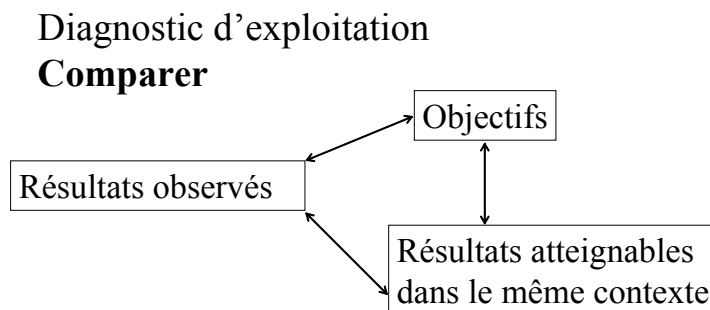 Diagnostic d’exploitation
Comparer
Objectifs
Résultats observés
Résultats atteignables
dans le même contexte